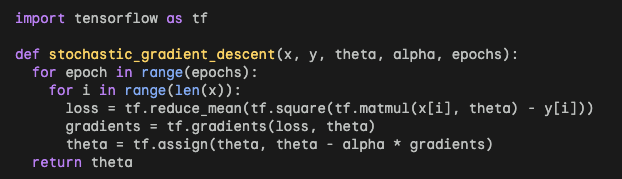 import tensorflow as tf
def stochastic_gradient_descent(x, y, theta, alpha, epochs):
for epoch in range(epochs):
for i in range(len(x)):
loss = tf.reduce_mean(tf.square(tf.matmul(x[i], theta) - y[i]))
gradients = tf.gradients(loss, theta)
theta = tf.assign(theta, theta - alpha * gradients)
return theta